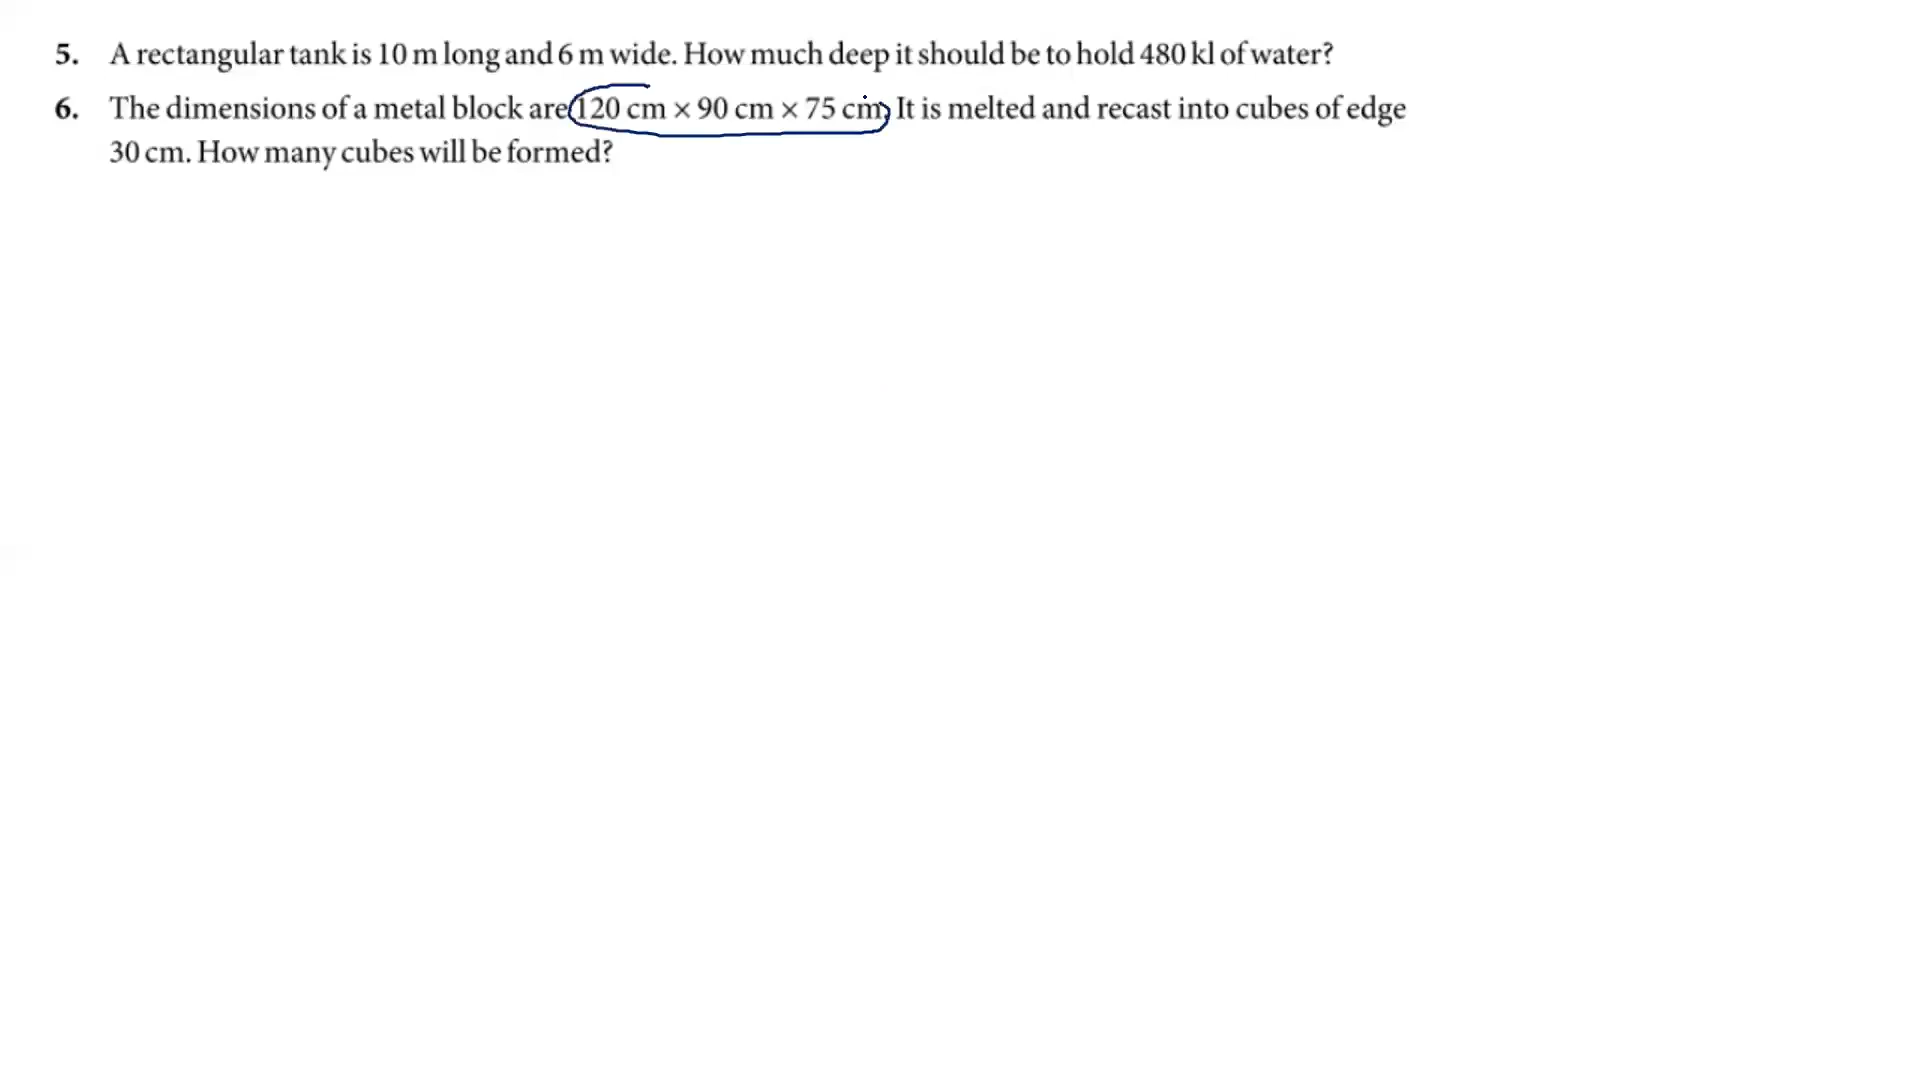 5. A rectangular tank is 10 m long and 6 m wide. How much deep it should be to hold 480 kl of water?
6. The dimensions of a metal block are 120 cm × 90 cm × 75 cm. It is melted and recast into cubes of edge
30 cm. How many cubes will be formed?